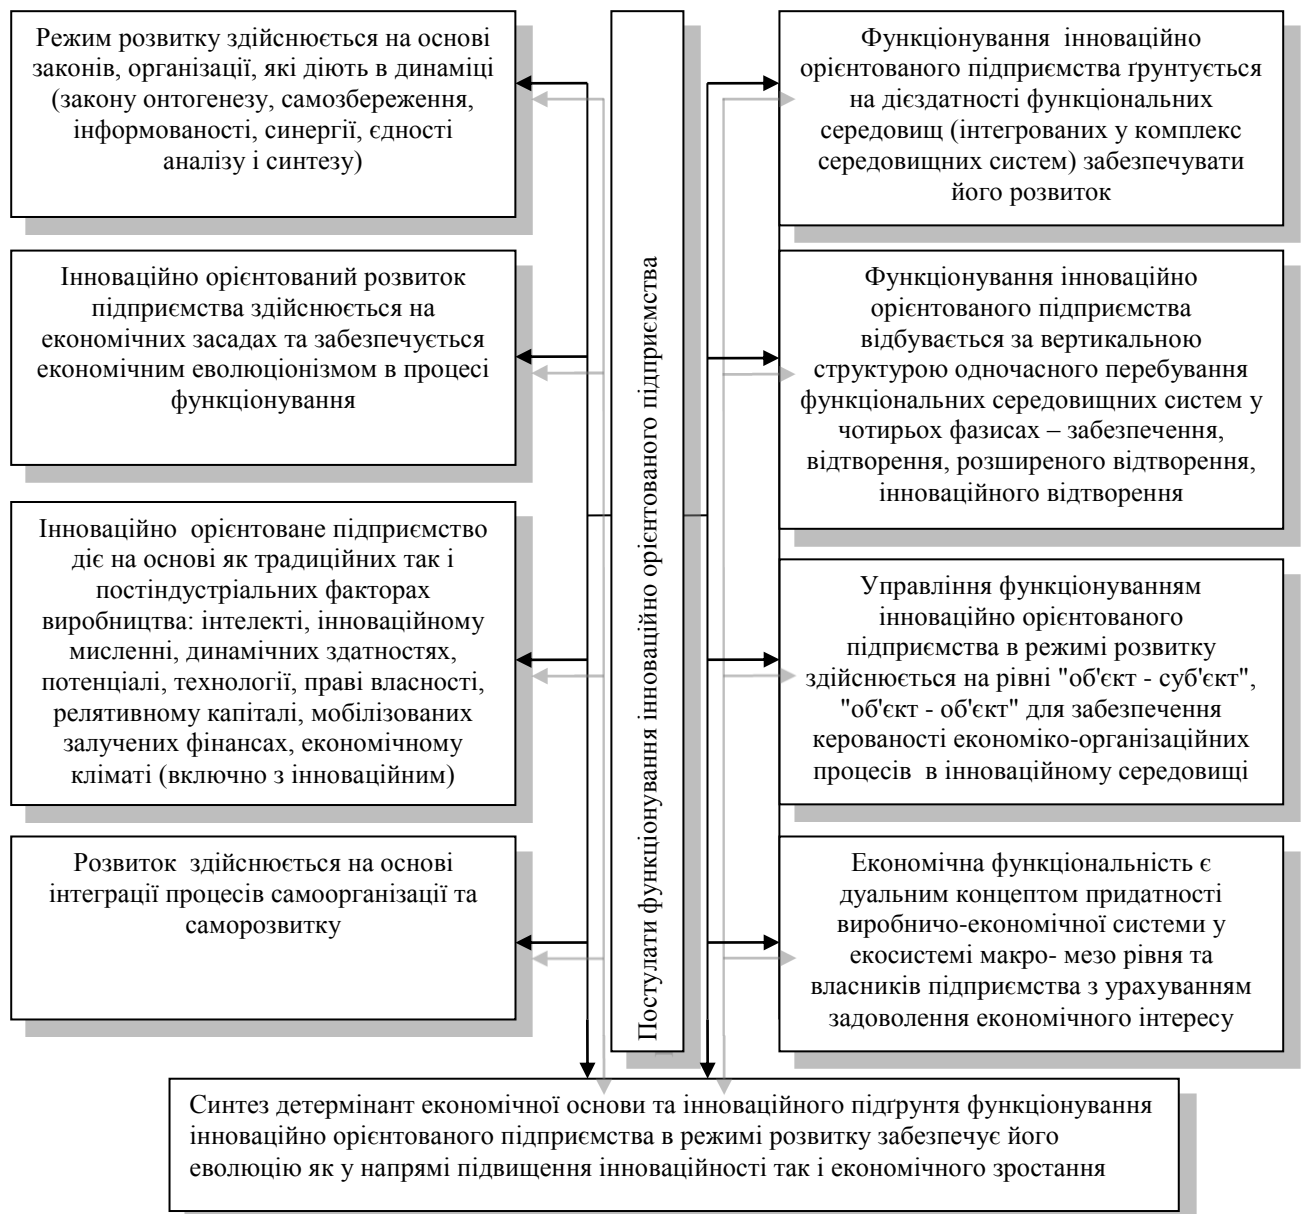 Режим розвитку здійснюється на основі
законів, організації, які діють в динаміці
(закону онтогенезу, самозбереження,
інформованості, синергії, єдності
аналізу і синтезу)
Інноваційно орієнтований розвиток
підприємства здійснюється на
економічних засадах та забезпечується
економічним еволюціонізмом в процесі
функціонування
Інноваційно орієнтоване підприємство
діє на основі як традиційних так і
постіндустріальних факторах
виробництва: інтелекті, інноваційному
мисленні, динамічних здатностях,
потенціалі, технології, праві власності,
релятивному капіталі, мобілізованих
залучених фінансах, економічному
кліматі (включно з інноваційним)
Розвиток здійснюється на основі
інтеграції процесів самоорганізації та
саморозвитку
Постулати функціонування інноваційно орієнтованого підприємства
Функціонування інноваційно
орієнтованого підприємства ґрунтується
на дієздатності функціональних
середовищ (інтегрованих у комплекс
середовищних систем) забезпечувати
його розвиток
Функціонування інноваційно
орієнтованого підприємства
відбувається за вертикальною
структурою одночасного перебування
функціональних середовищних систем у
чотирьох фазисах – забезпечення,
відтворення, розширеного відтворення,
інноваційного відтворення
Управління функціонуванням
інноваційно орієнтованого
підприємства в режимі розвитку
здійснюється на рівні "об'єкт - суб'єкт",
"об'єкт - об'єкт" для забезпечення
керованості економіко-організаційних
процесів в інноваційному середовищі
Економічна функціональність є
дуальним концептом придатності
виробничо-економічної системи у
екосистемі макро- мезо рівня та
власників підприємства з урахуванням
задоволення економічного інтересу
Синтез детермінант економічної основи та інноваційного підґрунтя функціонування
інноваційно орієнтованого підприємства в режимі розвитку забезпечує його
еволюцію як у напрямі підвищення інноваційності так і економічного зростання